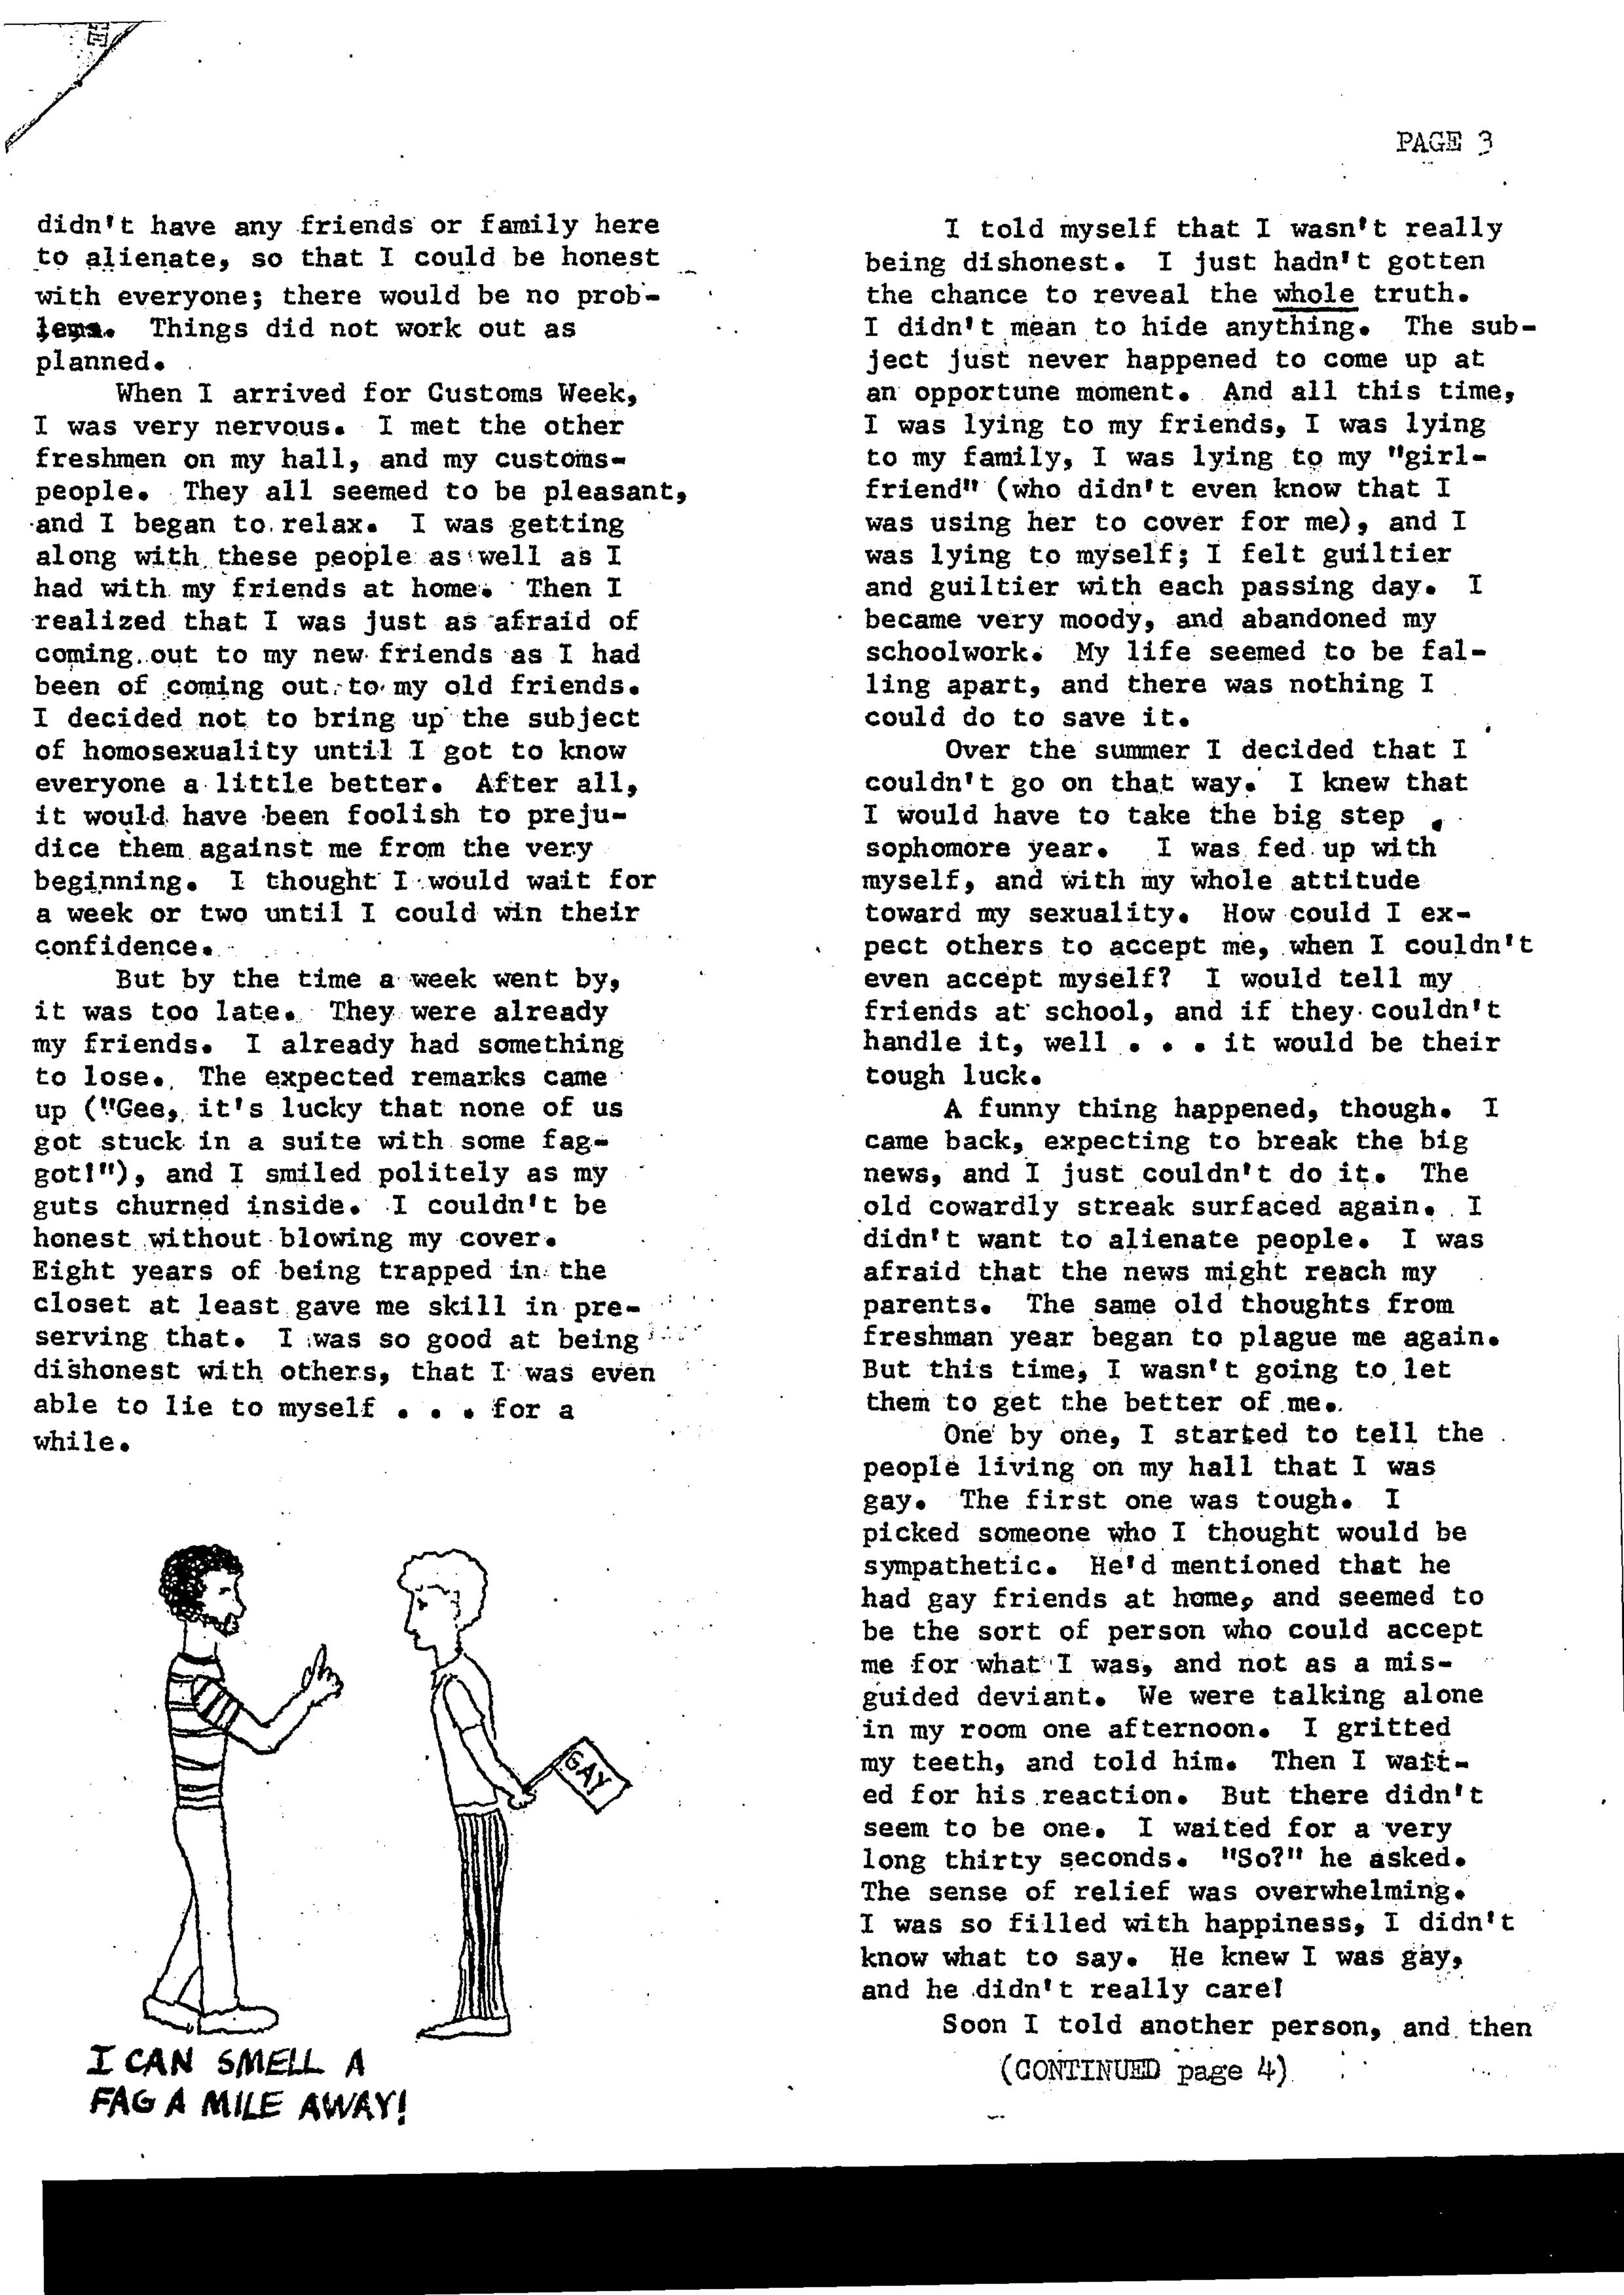 PAGE 3
didn't have any friends or family here
to alienate, so that I could be honest
with everyone; there would be no prob-
lems. Things did not work out as
planned.
When I arrived for Customs Week,
I was very nervous. I met the other
freshmen on my hall, and my customs-
people. They all seemed to be pleasant,
and I began to relax. I was getting
along with these people as well as I
had with my friends at home. Then I
realized that I was just as afraid of
coming out to my new friends as I had
been of coming out to my old friends.
I decided not to bring up the subject
of homosexuality until I got to know
everyone a little better. After all,
it would have been foolish to preju-
dice them against me from the very
beginning. I thought I would wait for
a week or two until I could win their
confidence.
But by the time a week went by,
it was too late. They were already
my friends. I already had something
to lose. The expected remarks came
up ("Gee, it's lucky that none of us
got stuck in a suite with some fag-
got!"), and I smiled politely as my
guts churned inside. I couldn't be
honest without blowing my cover.
Eight years of being trapped in the
closet at least gave me skill in pre-
serving that. I was so good at being
dishonest with others, that I was even
able to lie to myself . . . for a
while.
GAY
I CAN SMELL A
FAG A MILE AWAY!
I told myself that I wasn't really
being dishonest. I just hadn't gotten
the chance to reveal the whole truth.
I didn't mean to hide anything. The sub-
ject just never happened to come up at
an opportune moment. And all this time,
I was lying to my friends, I was lying
to my family, I was lying to my "girl-
friend" (who didn't even know that I
was using her to cover for me), and I
was lying to myself; I felt guiltier
and guiltier with each passing day. I
became very moody, and abandoned my
schoolwork. My life seemed to be fal-
ling apart, and there was nothing I
could do to save it.
Over the summer I decided that I
couldn't go on that way. I knew that
I would have to take the big step
sophomore year. I was fed up with
myself, and with my whole attitude
toward my sexuality. How could I ex-
pect others to accept me, when I couldn't
even accept myself? I would tell my
friends at school, and if they couldn't
handle it, well . . . it would be their
tough luck.
A funny thing happened, though. I
came back, expecting to break the big
news, and I just couldn't do it. The
old cowardly streak surfaced again. I
didn't want to alienate people. I was
afraid that the news might reach my
parents. The same old thoughts from
freshman year began to plague me again.
But this time, I wasn't going to let
them to get the better of me.
One by one, I started to tell the
people living on my hall that I was
gay. The first one was tough. I
picked someone who I thought would be
sympathetic. He'd mentioned that he
had gay friends at home, and seemed to
be the sort of person who could accept
me for what I was, and not as a mis-
guided deviant. We were talking alone
in my room one afternoon. I gritted
my teeth, and told him. Then I wait-
ed for his reaction. But there didn't
seem to be one. I waited for a very
long thirty seconds. "So?" he asked.
The sense of relief was overwhelming.
I was so filled with happiness, I didn't
know what to say. He knew I was gay,
and he didn't really care!
Soon I told another person, and then
(CONTINUED page 4)